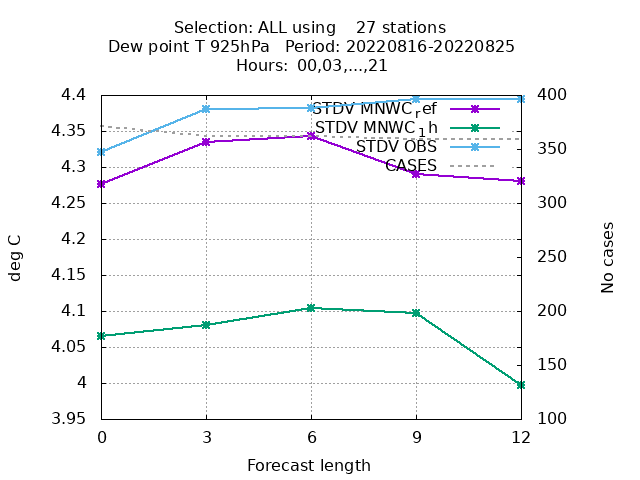 Selection: ALL using    27 stations
Dew point T 925hPa   Period: 20220816-20220825
Hours: 00,03,...,21
4.4
4.35
4.3
4.25
4.2
4.15
4.1
4.05
4
3.95
400
350
300
250
200
150
100
0 3 6 9 12
deg C
No cases
Forecast length
STDV MNWC_ref
STDV MNWC_1h
STDV OBS
CASES